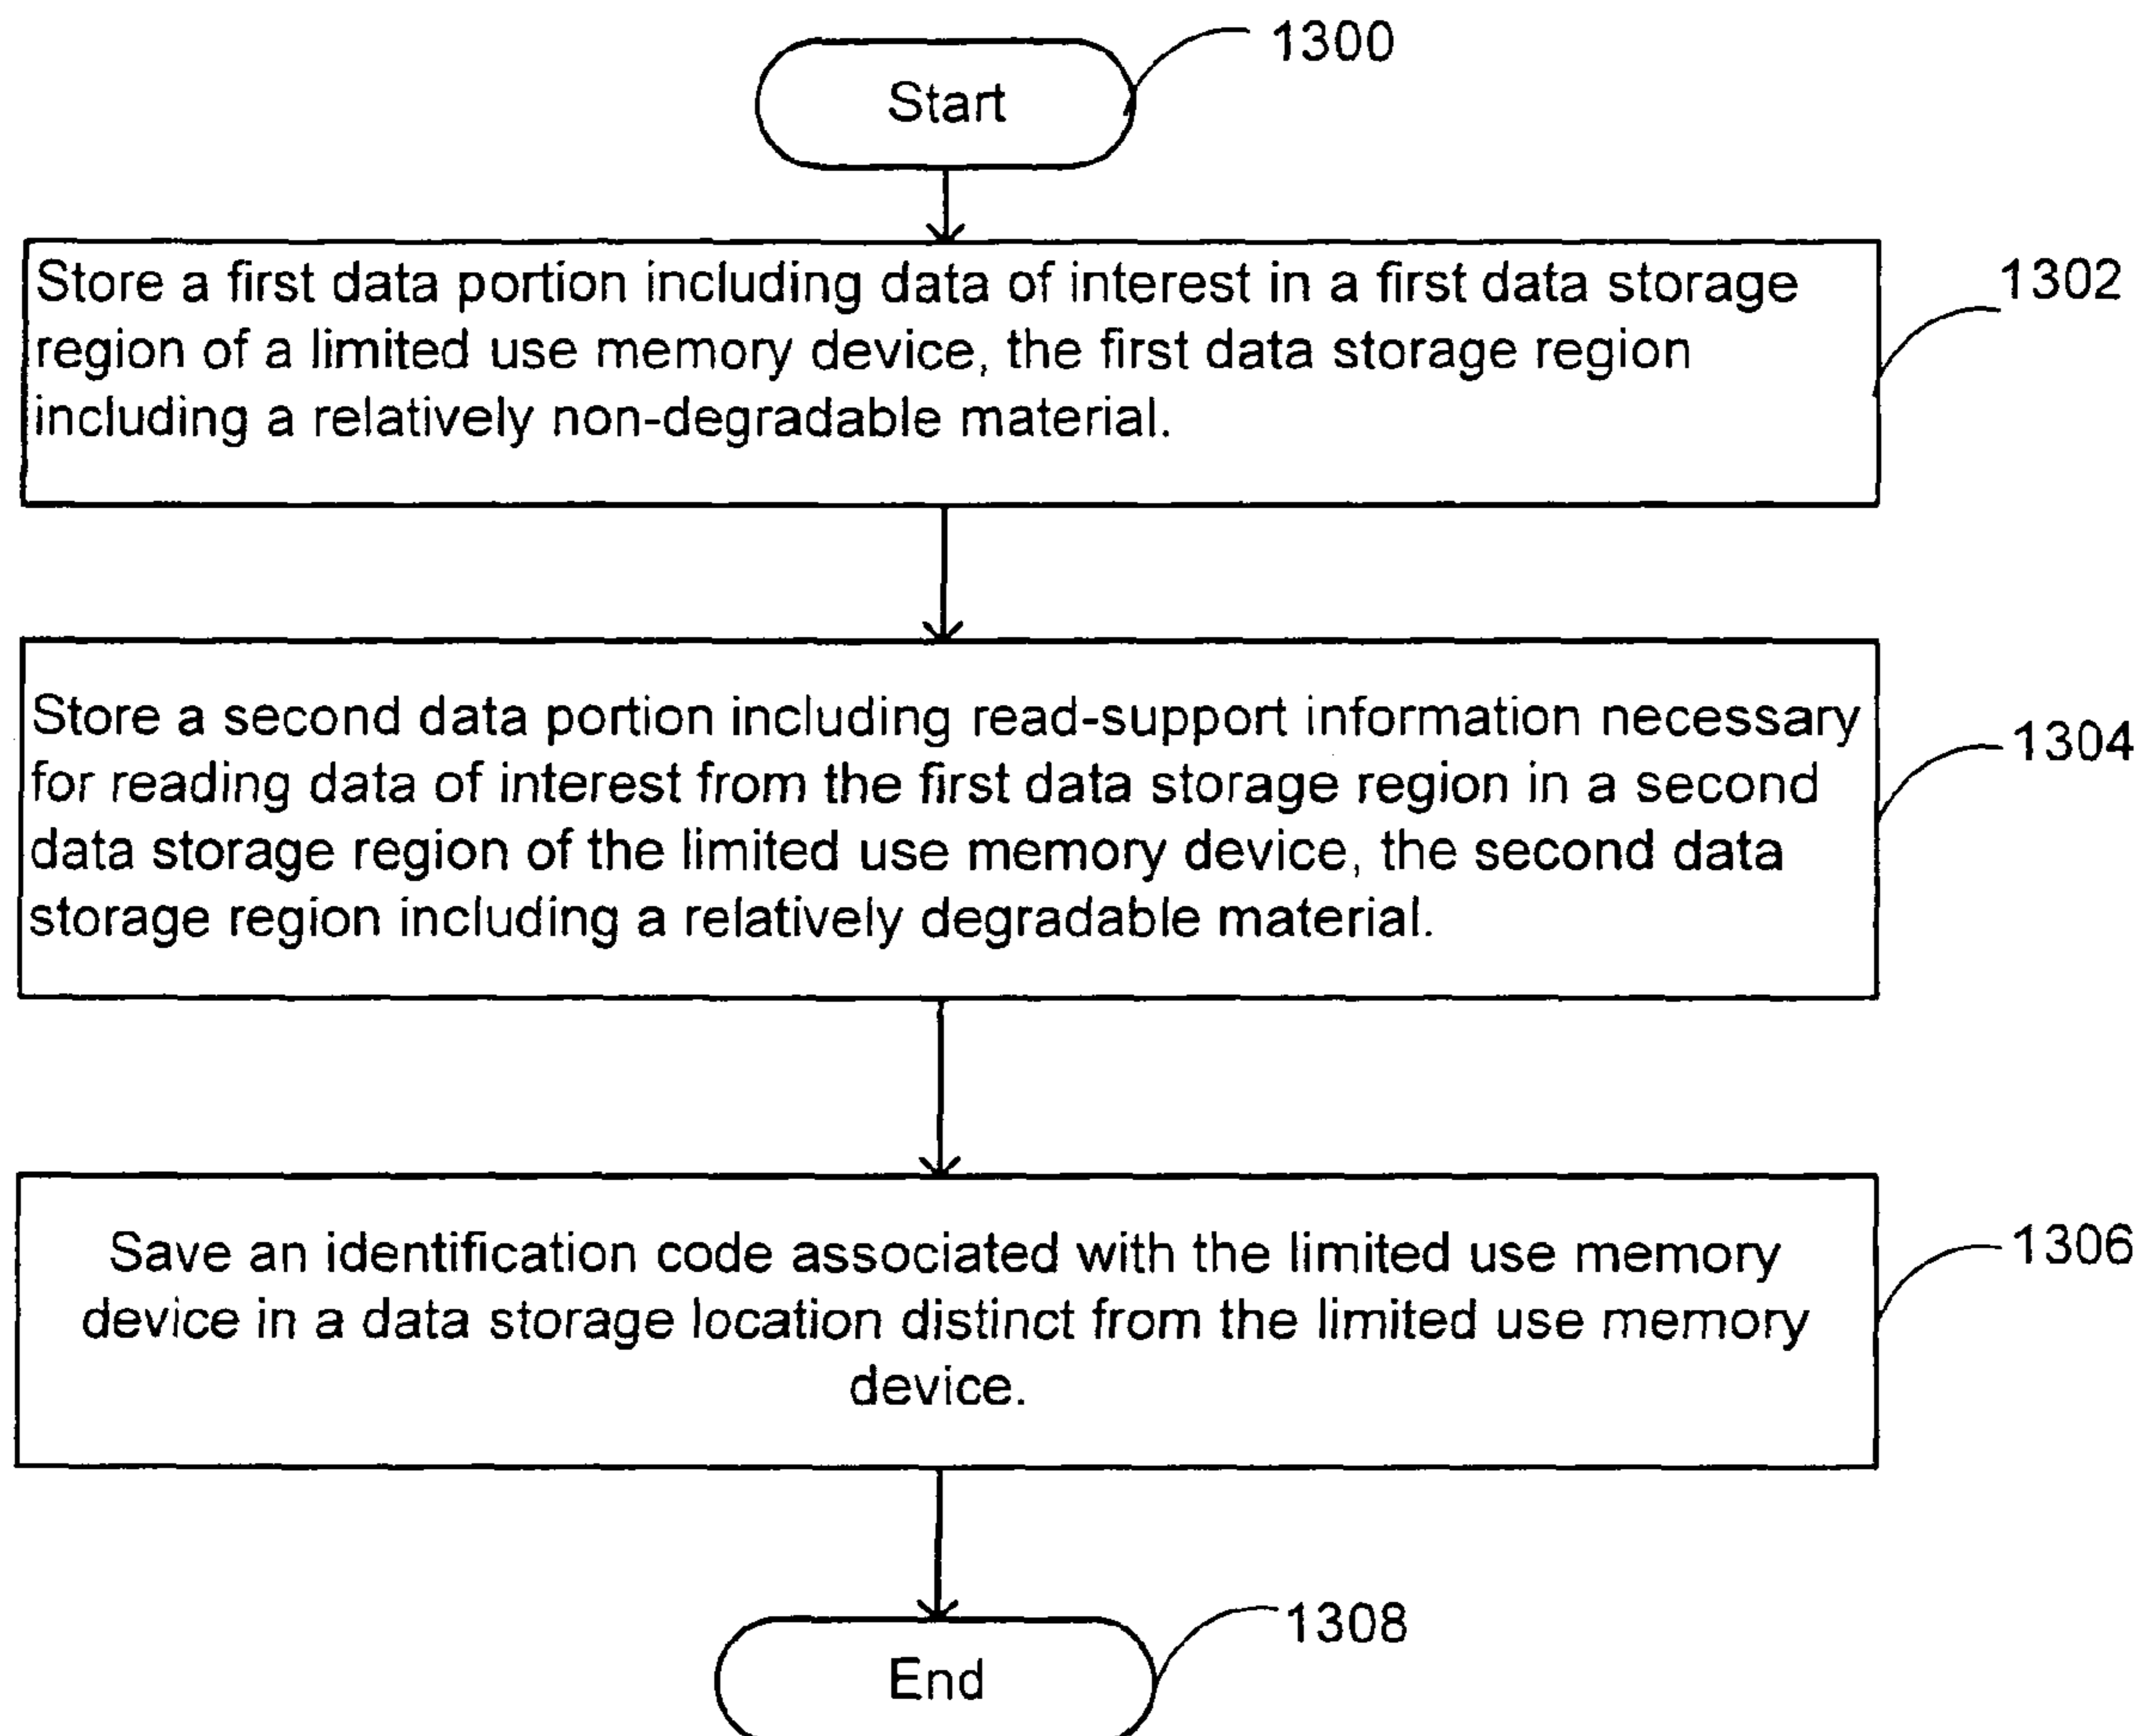 1300
Start
Store a first data portion including data of interest in a first data storage
region of a limited use memory device, the first data storage region
including a relatively non-degradable material.
1302
Store a second data portion including read-support information necessary
for reading data of interest from the first data storage region in a second
data storage region of the limited use memory device, the second data
storage region including a relatively degradable material.
1304
Save an identification code associated with the limited use memory
device in a data storage location distinct from the limited use memory
device.
1306
End
1308